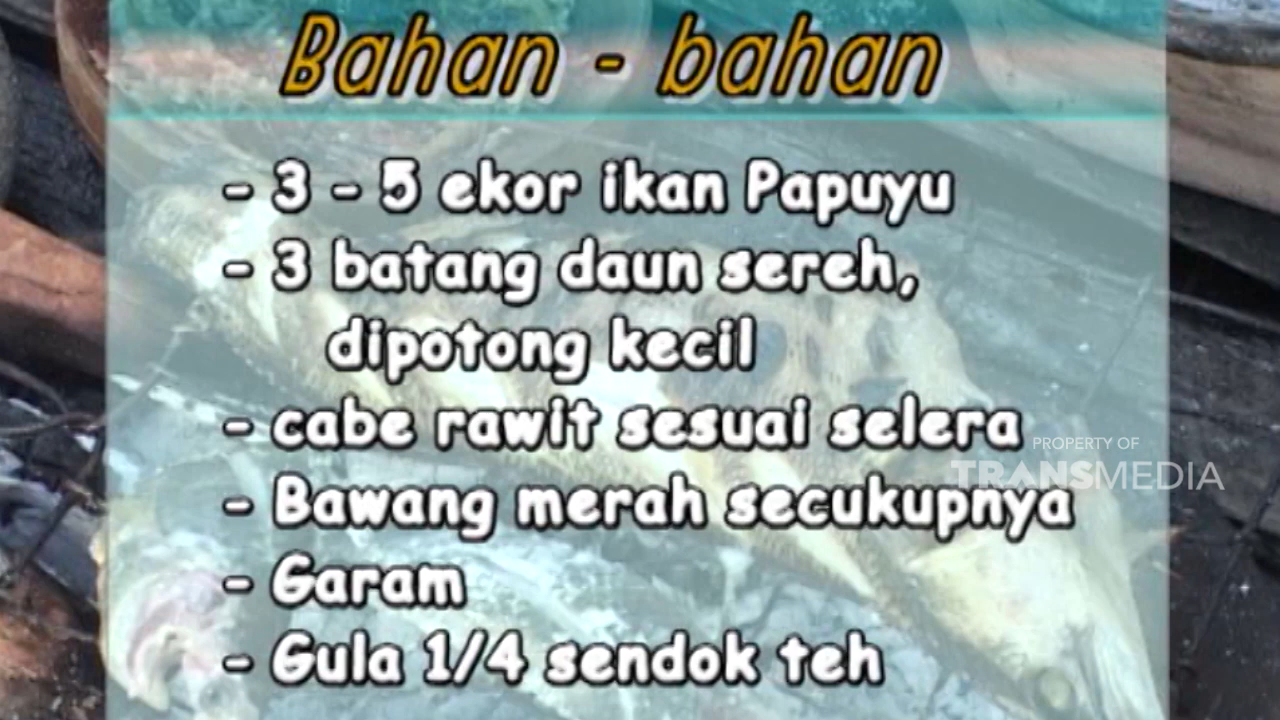 Bahan - bahan
- 3 - 5 ekor ikan Papuyu
- 3 batang daun sereh,
dipotong kecil
- cabe rawit sesuai selera
PROPERTY OF
TRANSMEDIA
- Bawang merah secukupnya
- Garam
- Gula 1/4 sendok teh